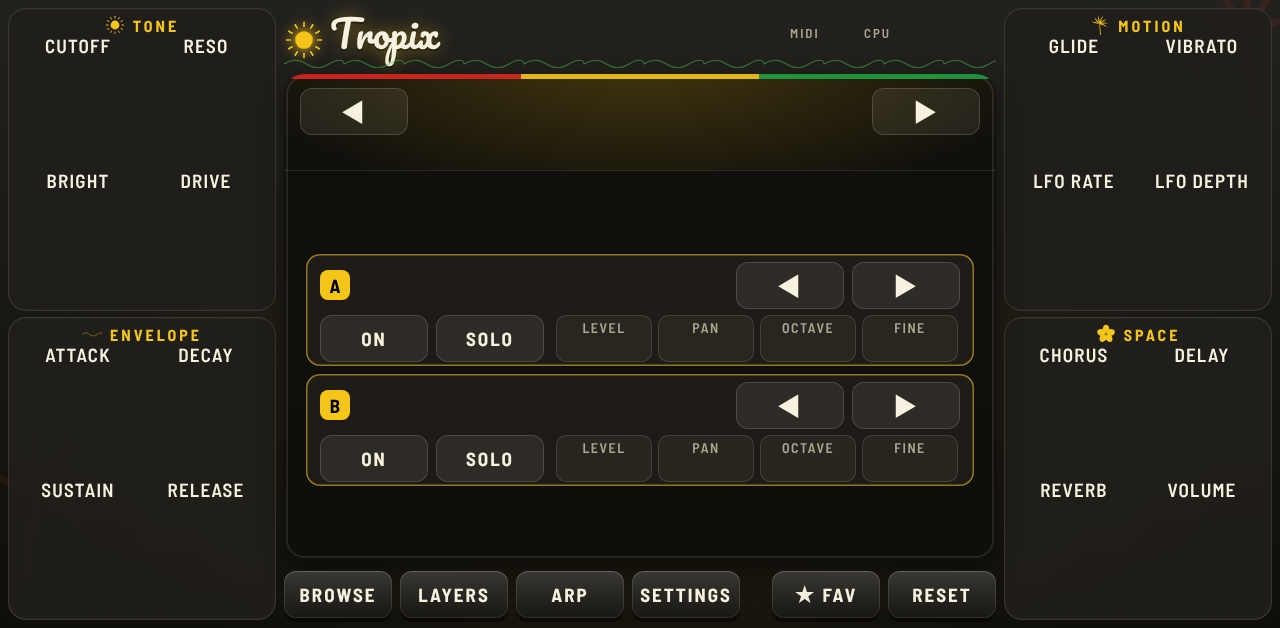 TONE
CUTOFF RESO
BRIGHT DRIVE
ENVELOPE
ATTACK DECAY
SUSTAIN RELEASE
Tropix
MIDI CPU
◀ ▶
A ◀ ▶
ON SOLO LEVEL PAN OCTAVE FINE
B ◀ ▶
ON SOLO LEVEL PAN OCTAVE FINE
BROWSE LAYERS ARP SETTINGS ★ FAV RESET
MOTION
GLIDE VIBRATO
LFO RATE LFO DEPTH
SPACE
CHORUS DELAY
REVERB VOLUME